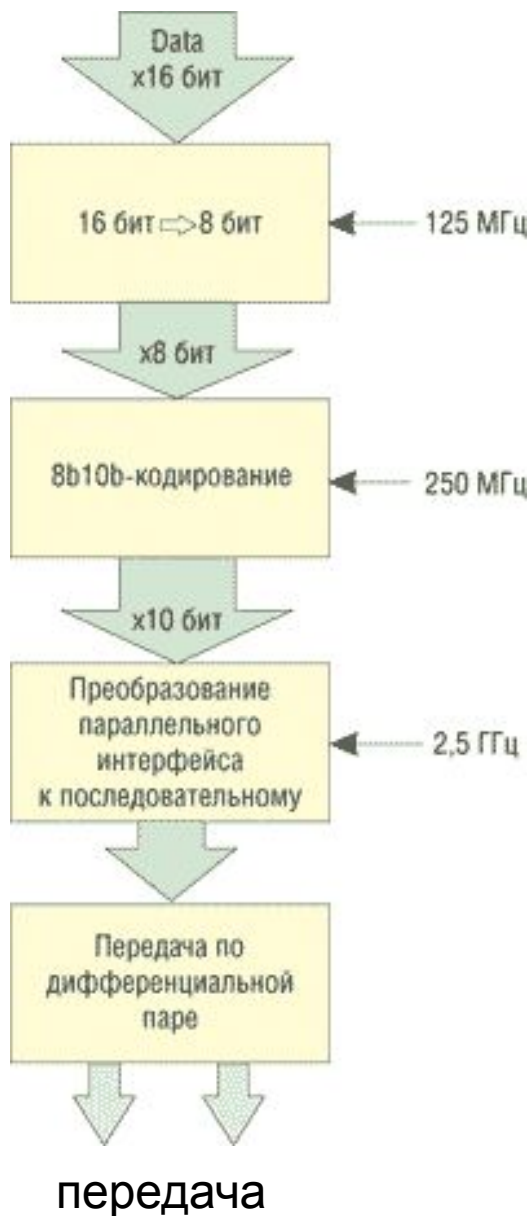 Data
x16 бит
16 бит ⇨ 8 бит
125 МГц
x8 бит
8b10b-кодирование
250 МГц
x10 бит
Преобразование
параллельного
интерфейса
к последовательному
2,5 ГГц
Передача по
дифференциальной
паре
передача